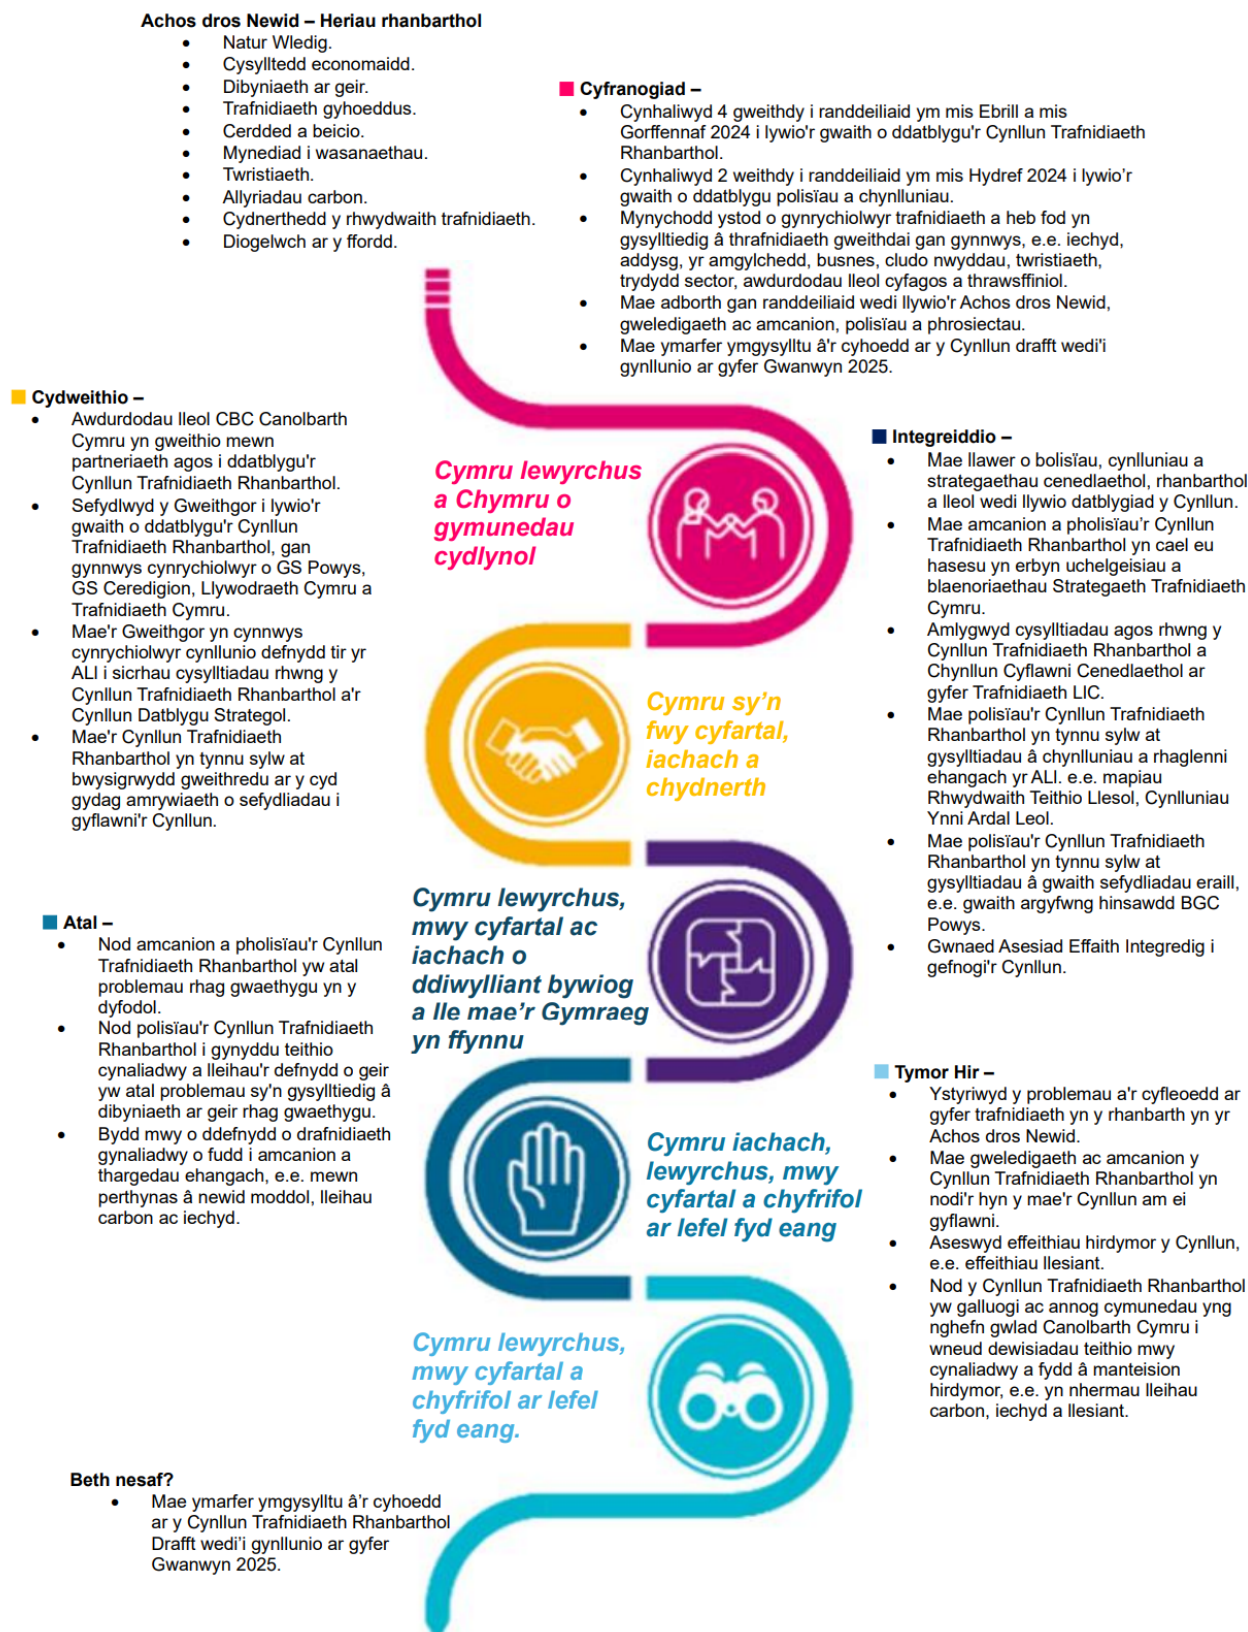 Achos dros Newid – Heriau rhanbarthol
• Natur Wledig.
• Cysylltedd economaidd.
• Dibyniaeth ar geir.
• Trafnidiaeth gyhoeddus.
• Cerdded a beicio.
• Mynediad i wasanaethau.
• Twristiaeth.
• Allyriadau carbon.
• Cydnerthedd y rhwydwaith trafnidiaeth.
• Diogelwch ar y ffordd.
Cyfranogiad –
• Cynhaliwyd 4 gweithdy i randdeiliaid ym mis Ebrill a mis
Gorffennaf 2024 i lywio'r gwaith o ddatblygu'r Cynllun Trafnidiaeth
Rhanbarthol.
• Cynhaliwyd 2 weithdy i randdeiliaid ym mis Hydref 2024 i lywio’r
gwaith o ddatblygu polisïau a chynlluniau.
• Mynychodd ystod o gynrychiolwyr trafnidiaeth a heb fod yn
gysylltiedig â thrafnidiaeth gweithdai gan gynnwys, e.e. iechyd,
addysg, yr amgylchedd, busnes, cludo nwyddau, twristiaeth,
trydydd sector, awdurdodau lleol cyfagos a thrawsffiniol.
• Mae adborth gan randdeiliaid wedi llywio'r Achos dros Newid,
gweledigaeth ac amcanion, polisïau a phrosiectau.
• Mae ymarfer ymgysylltu â'r cyhoedd ar y Cynllun drafft wedi'i
gynllunio ar gyfer Gwanwyn 2025.
Cydweithio –
• Awdurdodau lleol CBC Canolbarth
Cymru yn gweithio mewn
partneriaeth agos i ddatblygu'r
Cynllun Trafnidiaeth Rhanbarthol.
• Sefydlwyd y Gweithgor i lywio'r
gwaith o ddatblygu'r Cynllun
Trafnidiaeth Rhanbarthol, gan
gynnwys cynrychiolwyr o GS Powys,
GS Ceredigion, Llywodraeth Cymru a
Trafnidiaeth Cymru.
• Mae'r Gweithgor yn cynnwys
cynrychiolwyr cynllunio defnydd tir yr
ALl i sicrhau cysylltiadau rhwng y
Cynllun Trafnidiaeth Rhanbarthol a'r
Cynllun Datblygu Strategol.
• Mae'r Cynllun Trafnidiaeth
Rhanbarthol yn tynnu sylw at
bwysigrwydd gweithredu ar y cyd
gydag amrywiaeth o sefydliadau i
gyflawni'r Cynllun.
Cymru lewyrchus
a Chymru o
gymunedau
cydlynol
Integreiddio –
• Mae llawer o bolisïau, cynlluniau a
strategaethau cenedlaethol, rhanbarthol
a lleol wedi llywio datblygiad y Cynllun.
• Mae amcanion a pholisïau’r Cynllun
Trafnidiaeth Rhanbarthol yn cael eu
hasesu yn erbyn uchelgeisiau a
blaenoriaethau Strategaeth Trafnidiaeth
Cymru.
• Amlygwyd cysylltiadau agos rhwng y
Cynllun Trafnidiaeth Rhanbarthol a
Chynllun Cyflawni Cenedlaethol ar
gyfer Trafnidiaeth LlC.
• Mae polisïau'r Cynllun Trafnidiaeth
Rhanbarthol yn tynnu sylw at
gysylltiadau â chynlluniau a rhaglenni
ehangach yr ALl. e.e. mapiau
Rhwydwaith Teithio Llesol, Cynlluniau
Ynni Ardal Leol.
• Mae polisïau'r Cynllun Trafnidiaeth
Rhanbarthol yn tynnu sylw at
gysylltiadau â gwaith sefydliadau eraill,
e.e. gwaith argyfwng hinsawdd BGC
Powys.
• Gwnaed Asesiad Effaith Integredig i
gefnogi'r Cynllun.
Cymru sy’n
fwy cyfartal,
iachach a
chydnerth
Cymru lewyrchus,
mwy cyfartal ac
iachach o
ddiwylliant bywiog
a lle mae’r Gymraeg
yn ffynnu
Atal –
• Nod amcanion a pholisïau'r Cynllun
Trafnidiaeth Rhanbarthol yw atal
problemau rhag gwaethygu yn y
dyfodol.
• Nod polisïau'r Cynllun Trafnidiaeth
Rhanbarthol i gynyddu teithio
cynaliadwy a lleihau'r defnydd o geir
yw atal problemau sy'n gysylltiedig â
dibyniaeth ar geir rhag gwaethygu.
• Bydd mwy o ddefnydd o drafnidiaeth
gynaliadwy o fudd i amcanion a
thargedau ehangach, e.e. mewn
perthynas â newid moddol, lleihau
carbon ac iechyd.
Cymru iachach,
lewyrchus, mwy
cyfartal a chyfrifol
ar lefel fyd eang
Tymor Hir –
• Ystyriwyd y problemau a'r cyfleoedd ar
gyfer trafnidiaeth yn y rhanbarth yn yr
Achos dros Newid.
• Mae gweledigaeth ac amcanion y
Cynllun Trafnidiaeth Rhanbarthol yn
nodi'r hyn y mae'r Cynllun am ei
gyflawni.
• Aseswyd effeithiau hirdymor y Cynllun,
e.e. effeithiau llesiant.
• Nod y Cynllun Trafnidiaeth Rhanbarthol
yw galluogi ac annog cymunedau yng
nghefn gwlad Canolbarth Cymru i
wneud dewisiadau teithio mwy
cynaliadwy a fydd â manteision
hirdymor, e.e. yn nhermau lleihau
carbon, iechyd a llesiant.
Cymru lewyrchus,
mwy cyfartal a
chyfrifol ar lefel
fyd eang.
Beth nesaf?
• Mae ymarfer ymgysylltu â’r cyhoedd
ar y Cynllun Trafnidiaeth Rhanbarthol
Drafft wedi’i gynllunio ar gyfer
Gwanwyn 2025.